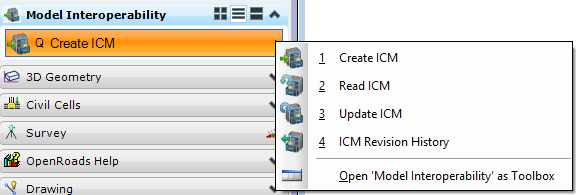 Model Interoperability
Q Create ICM
3D Geometry
Civil Cells
Survey
OpenRoads Help
Drawing
1 Create ICM
2 Read ICM
3 Update ICM
4 ICM Revision History
Open 'Model Interoperability' as Toolbox